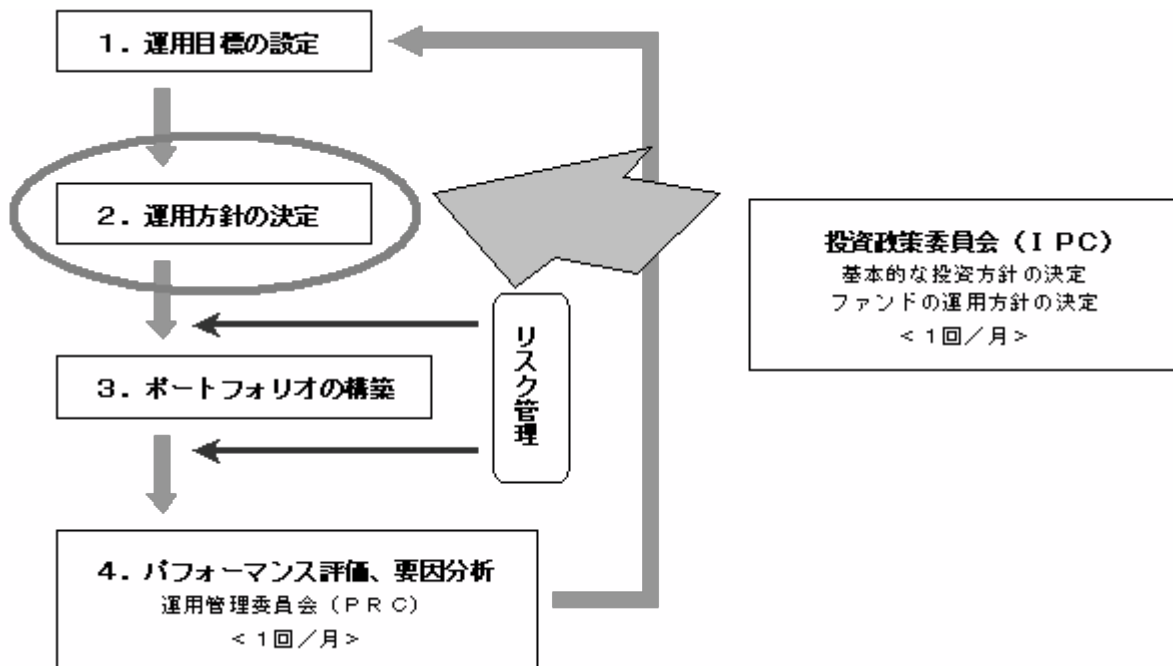 1．運用目標の設定
2．運用方針の決定
投資政策委員会（ＩＰＣ）
基本的な投資方針の決定
ファンドの運用方針の決定
＜１回／月＞
リスク管理
3．ポートフォリオの構築
4．パフォーマンス評価、要因分析
運用管理委員会（ＰＲＣ）
＜１回／月＞